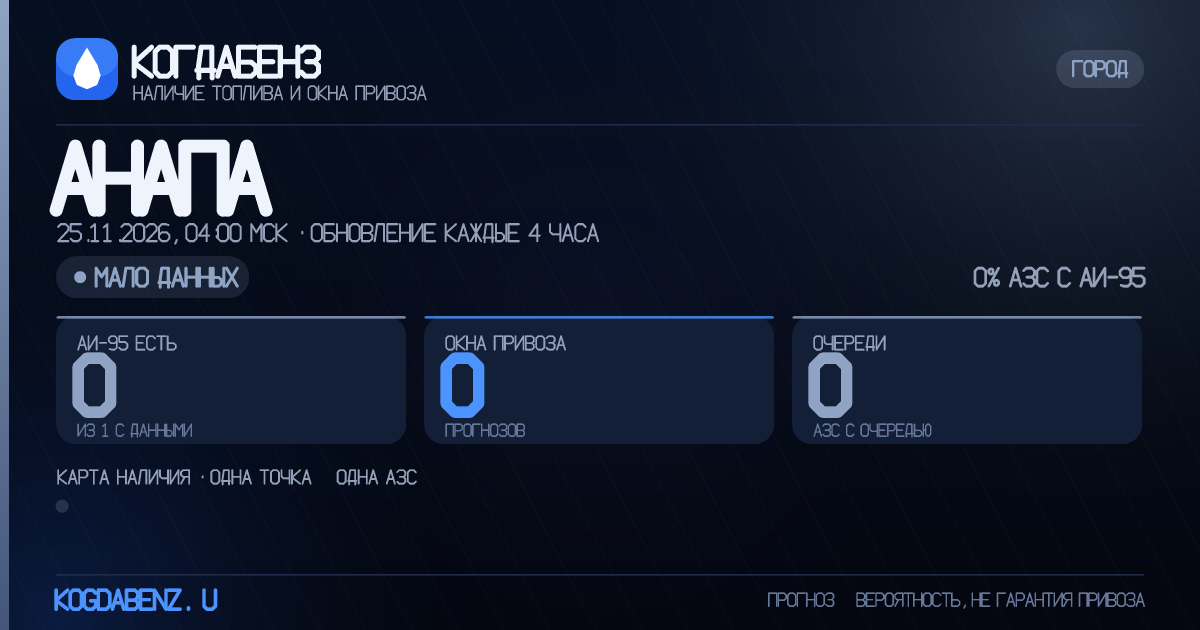 КОГДАБЕНЗ
НАЛИЧИЕ ТОПЛИВА И ОКНА ПРИВОЗА
ГОРОД
АНАПА
25.11.2026, 04:00 МСК · ОБНОВЛЕНИЕ КАЖДЫЕ 4 ЧАСА
МАЛО ДАННЫХ
0% АЗС С АИ-95
АИ-95 ЕСТЬ
0
ИЗ 1 С ДАННЫМИ
ОКНА ПРИВОЗА
0
ПРОГНОЗОВ
ОЧЕРЕДИ
0
АЗС С ОЧЕРЕДЬЮ
КАРТА НАЛИЧИЯ · ОДНА ТОЧКА ОДНА АЗС
KOGDABENZ. U
ПРОГНОЗ ВЕРОЯТНОСТЬ, НЕ ГАРАНТИЯ ПРИВОЗА